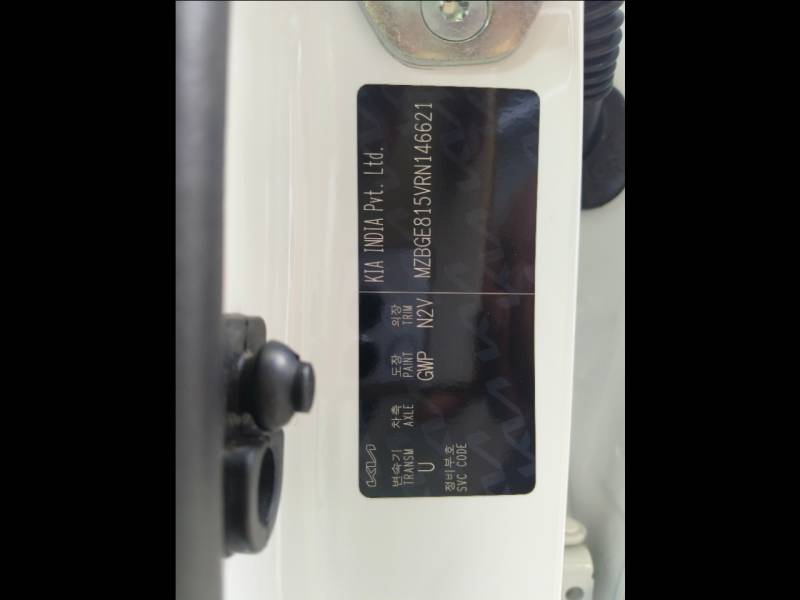 KIA
KIA INDIA Pvt. Ltd.
변속기 차축 도장 외장
TRANSM AXLE PAINT TRIM
U GWP N2V MZBGE815VRN146621
정비부호
SVC CODE